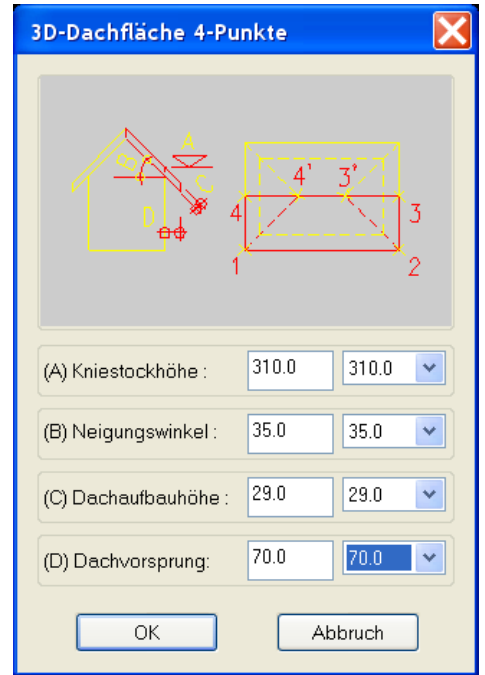 3D-Dachfläche 4-Punkte
A
B
C
D
4' 3'
4 3
1 2
(A) Kniestockhöhe : 310.0 310.0
(B) Neigungswinkel : 35.0 35.0
(C) Dachaufbauhöhe : 29.0 29.0
(D) Dachvorsprung: 70.0 70.0
OK Abbruch